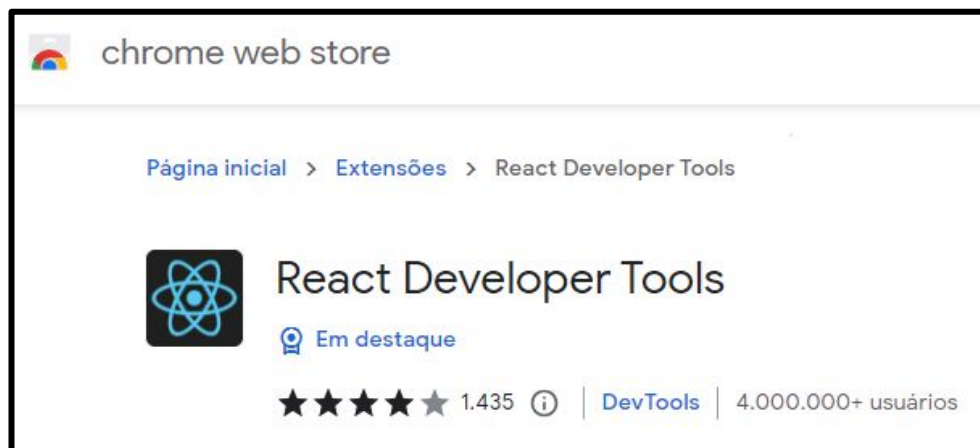 chrome web store
Página inicial > Extensões > React Developer Tools
React Developer Tools
Em destaque
1.435 | DevTools | 4.000.000+ usuários